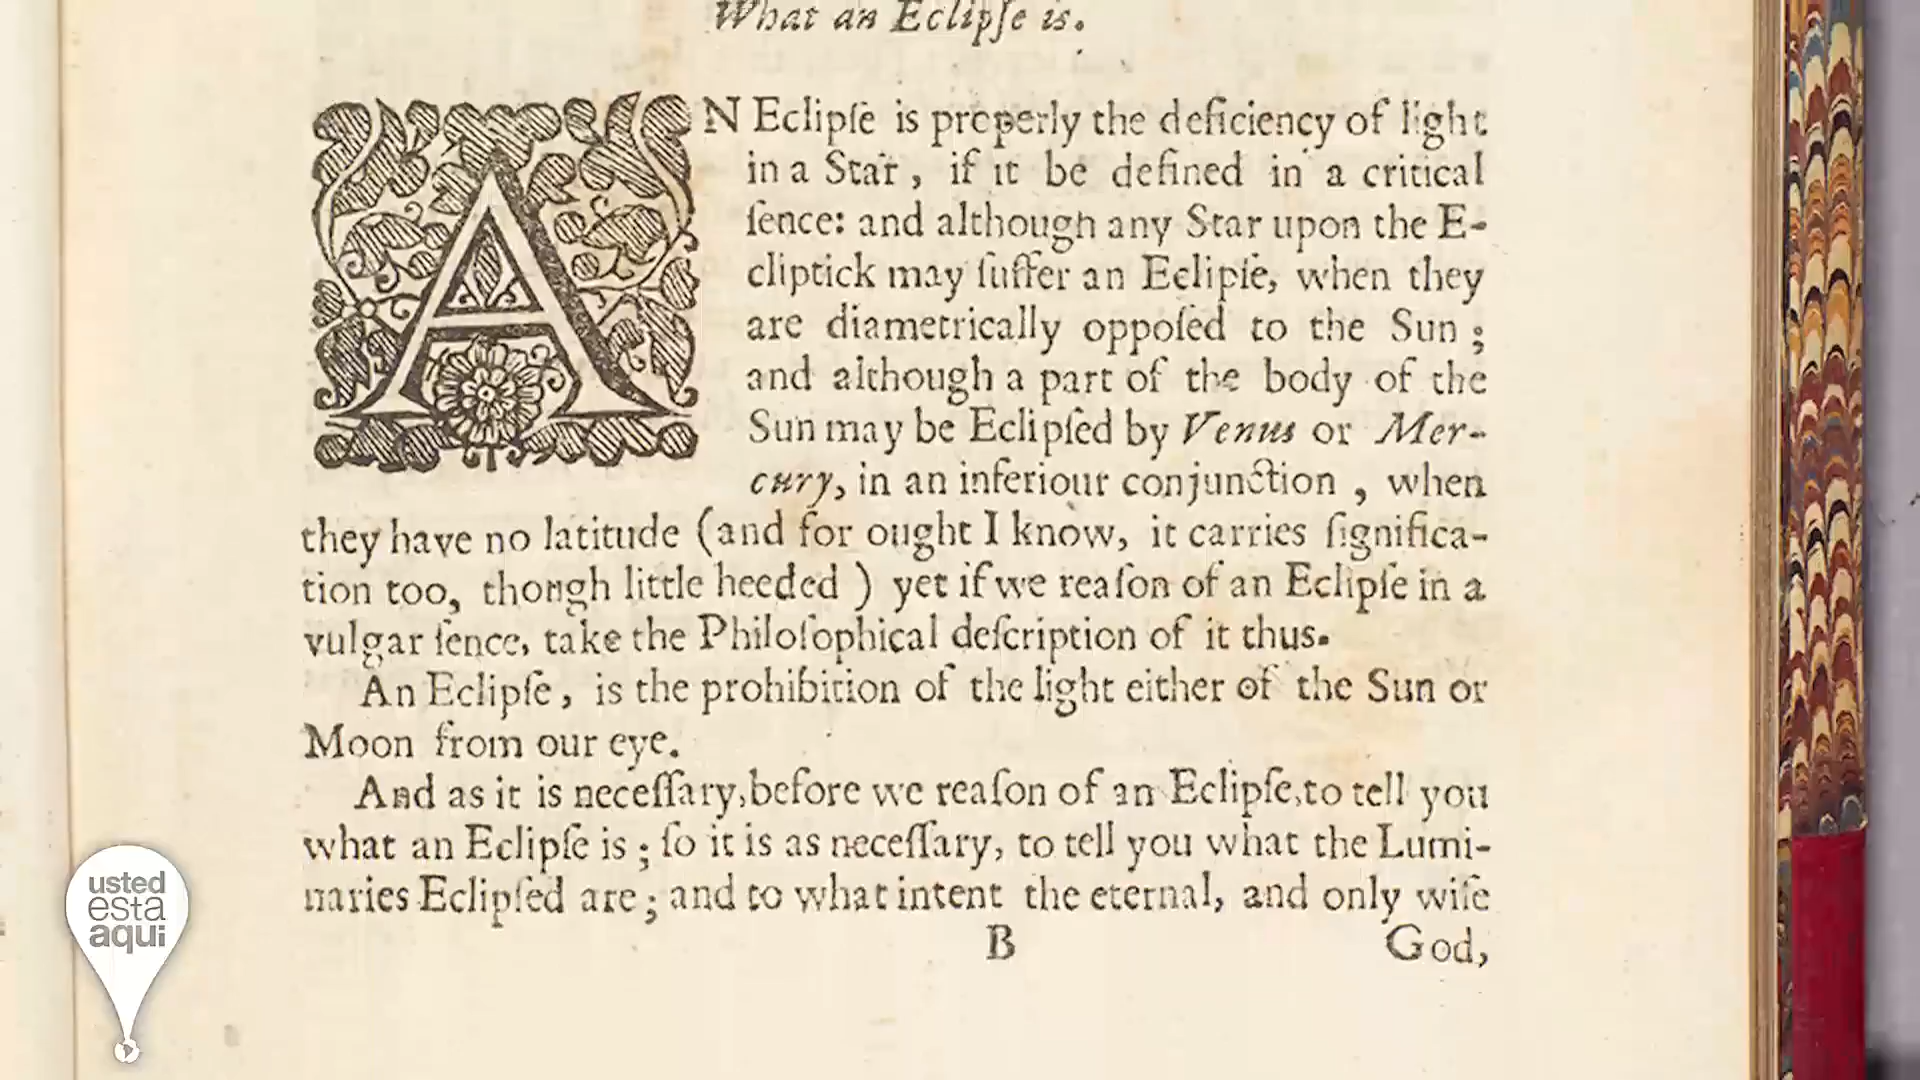 What an Eclipſe is.
AN Eclipſe is properly the deficiency of light
in a Star, if it be defined in a critical
ſence: and although any Star upon the E-
cliptick may ſuffer an Eclipſe, when they
are diametrically oppoſed to the Sun;
and although a part of the body of the
Sun may be Eclipſed by Venus or Mer-
cury, in an inferiour conjunction, when
they have no latitude (and for ought I know, it carries ſignifica-
tion too, though little heeded) yet if we reaſon of an Eclipſe in a
vulgar ſence, take the Philoſophical deſcription of it thus.
An Eclipſe, is the prohibition of the light either of the Sun or
Moon from our eye.
And as it is neceſſary, before we reaſon of an Eclipſe, to tell you
what an Eclipſe is; ſo it is as neceſſary, to tell you what the Lumi-
naries Eclipſed are; and to what intent the eternal, and only wiſe
B God,
usted
esta
aqui